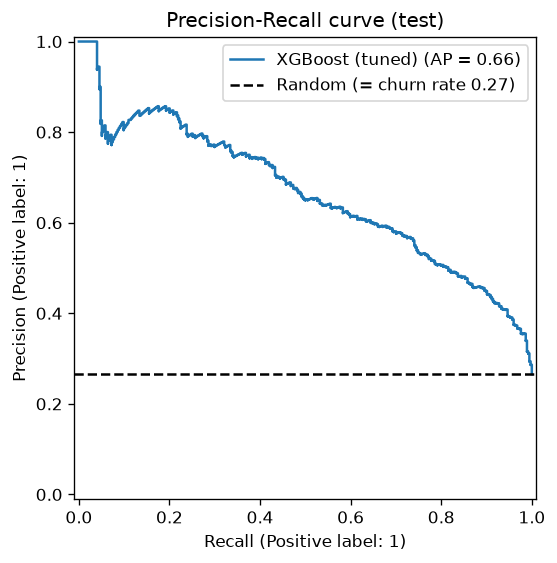 Precision-Recall curve (test)
XGBoost (tuned) (AP = 0.66)
Random (= churn rate 0.27)
Precision (Positive label: 1)
1.0
0.8
0.6
0.4
0.2
0.0
0.0 0.2 0.4 0.6 0.8 1.0
Recall (Positive label: 1)